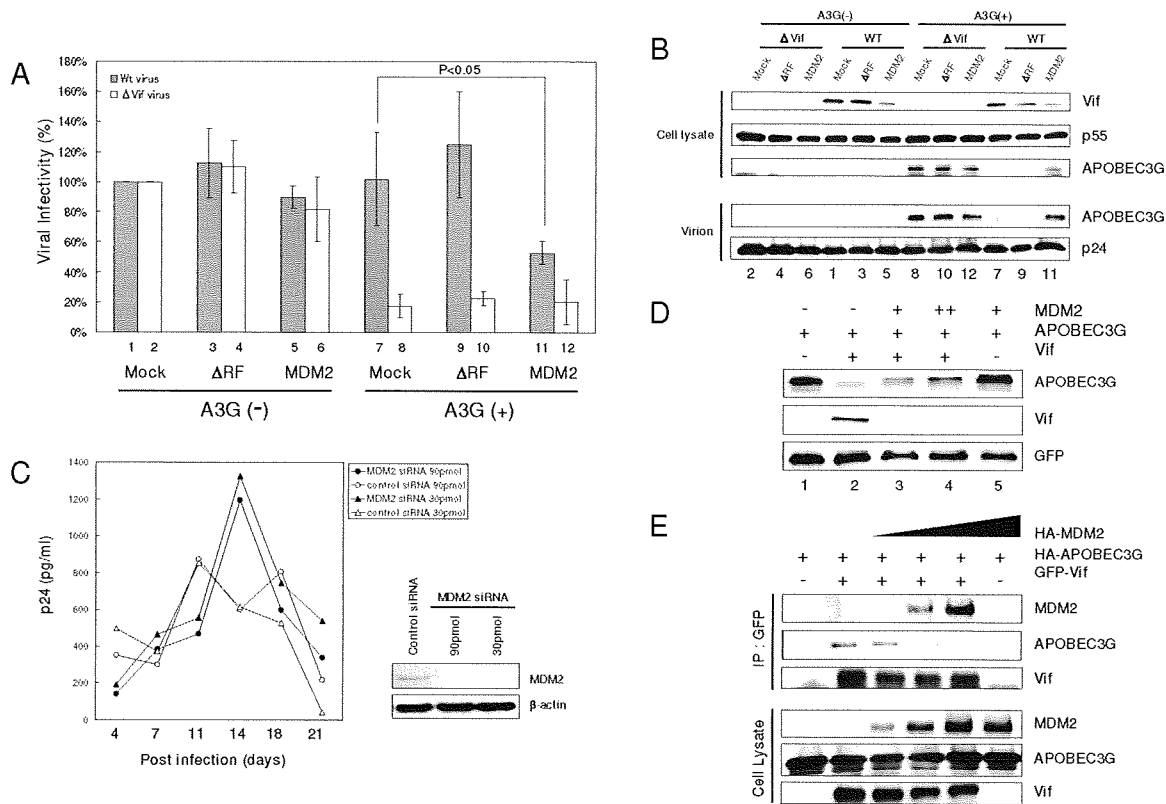 A
160%
140%
120%
100%
80%
60%
40%
20%
0%
Viral Infectivity (%)
Wt virus
Δ Vif virus
P<0.05
1 2 3 4 5 6 7 8 9 10 11 12
Mock ΔRF MDM2 Mock ΔRF MDM2
A3G (-) A3G (+)
B
A3G(-) A3G(+)
Δ Vif WT Δ Vif WT
Mock ΔRF MDM2 Mock ΔRF MDM2 Mock ΔRF MDM2 Mock ΔRF MDM2
Cell lysate
Vif
p55
APOBEC3G
Virion
APOBEC3G
p24
2 4 6 1 3 5 8 10 12 7 9 11
C
1400
1200
1000
800
600
400
200
0
p24 (pg/ml)
4 7 11 14 18 21
Post infection (days)
MDM2 siRNA 90pmol
control siRNA 90pmol
MDM2 siRNA 30pmol
control siRNA 30pmol
Control siRNA
MDM2 siRNA
90pmol
30pmol
MDM2
β-actin
D
- - + ++ + MDM2
+ + + + + APOBEC3G
- + + + - Vif
APOBEC3G
Vif
GFP
1 2 3 4 5
E
HA-MDM2
+ + + + + + HA-APOBEC3G
- + + + + - GFP-Vif
IP : GFP
MDM2
APOBEC3G
Vif
Cell Lysate
MDM2
APOBEC3G
Vif